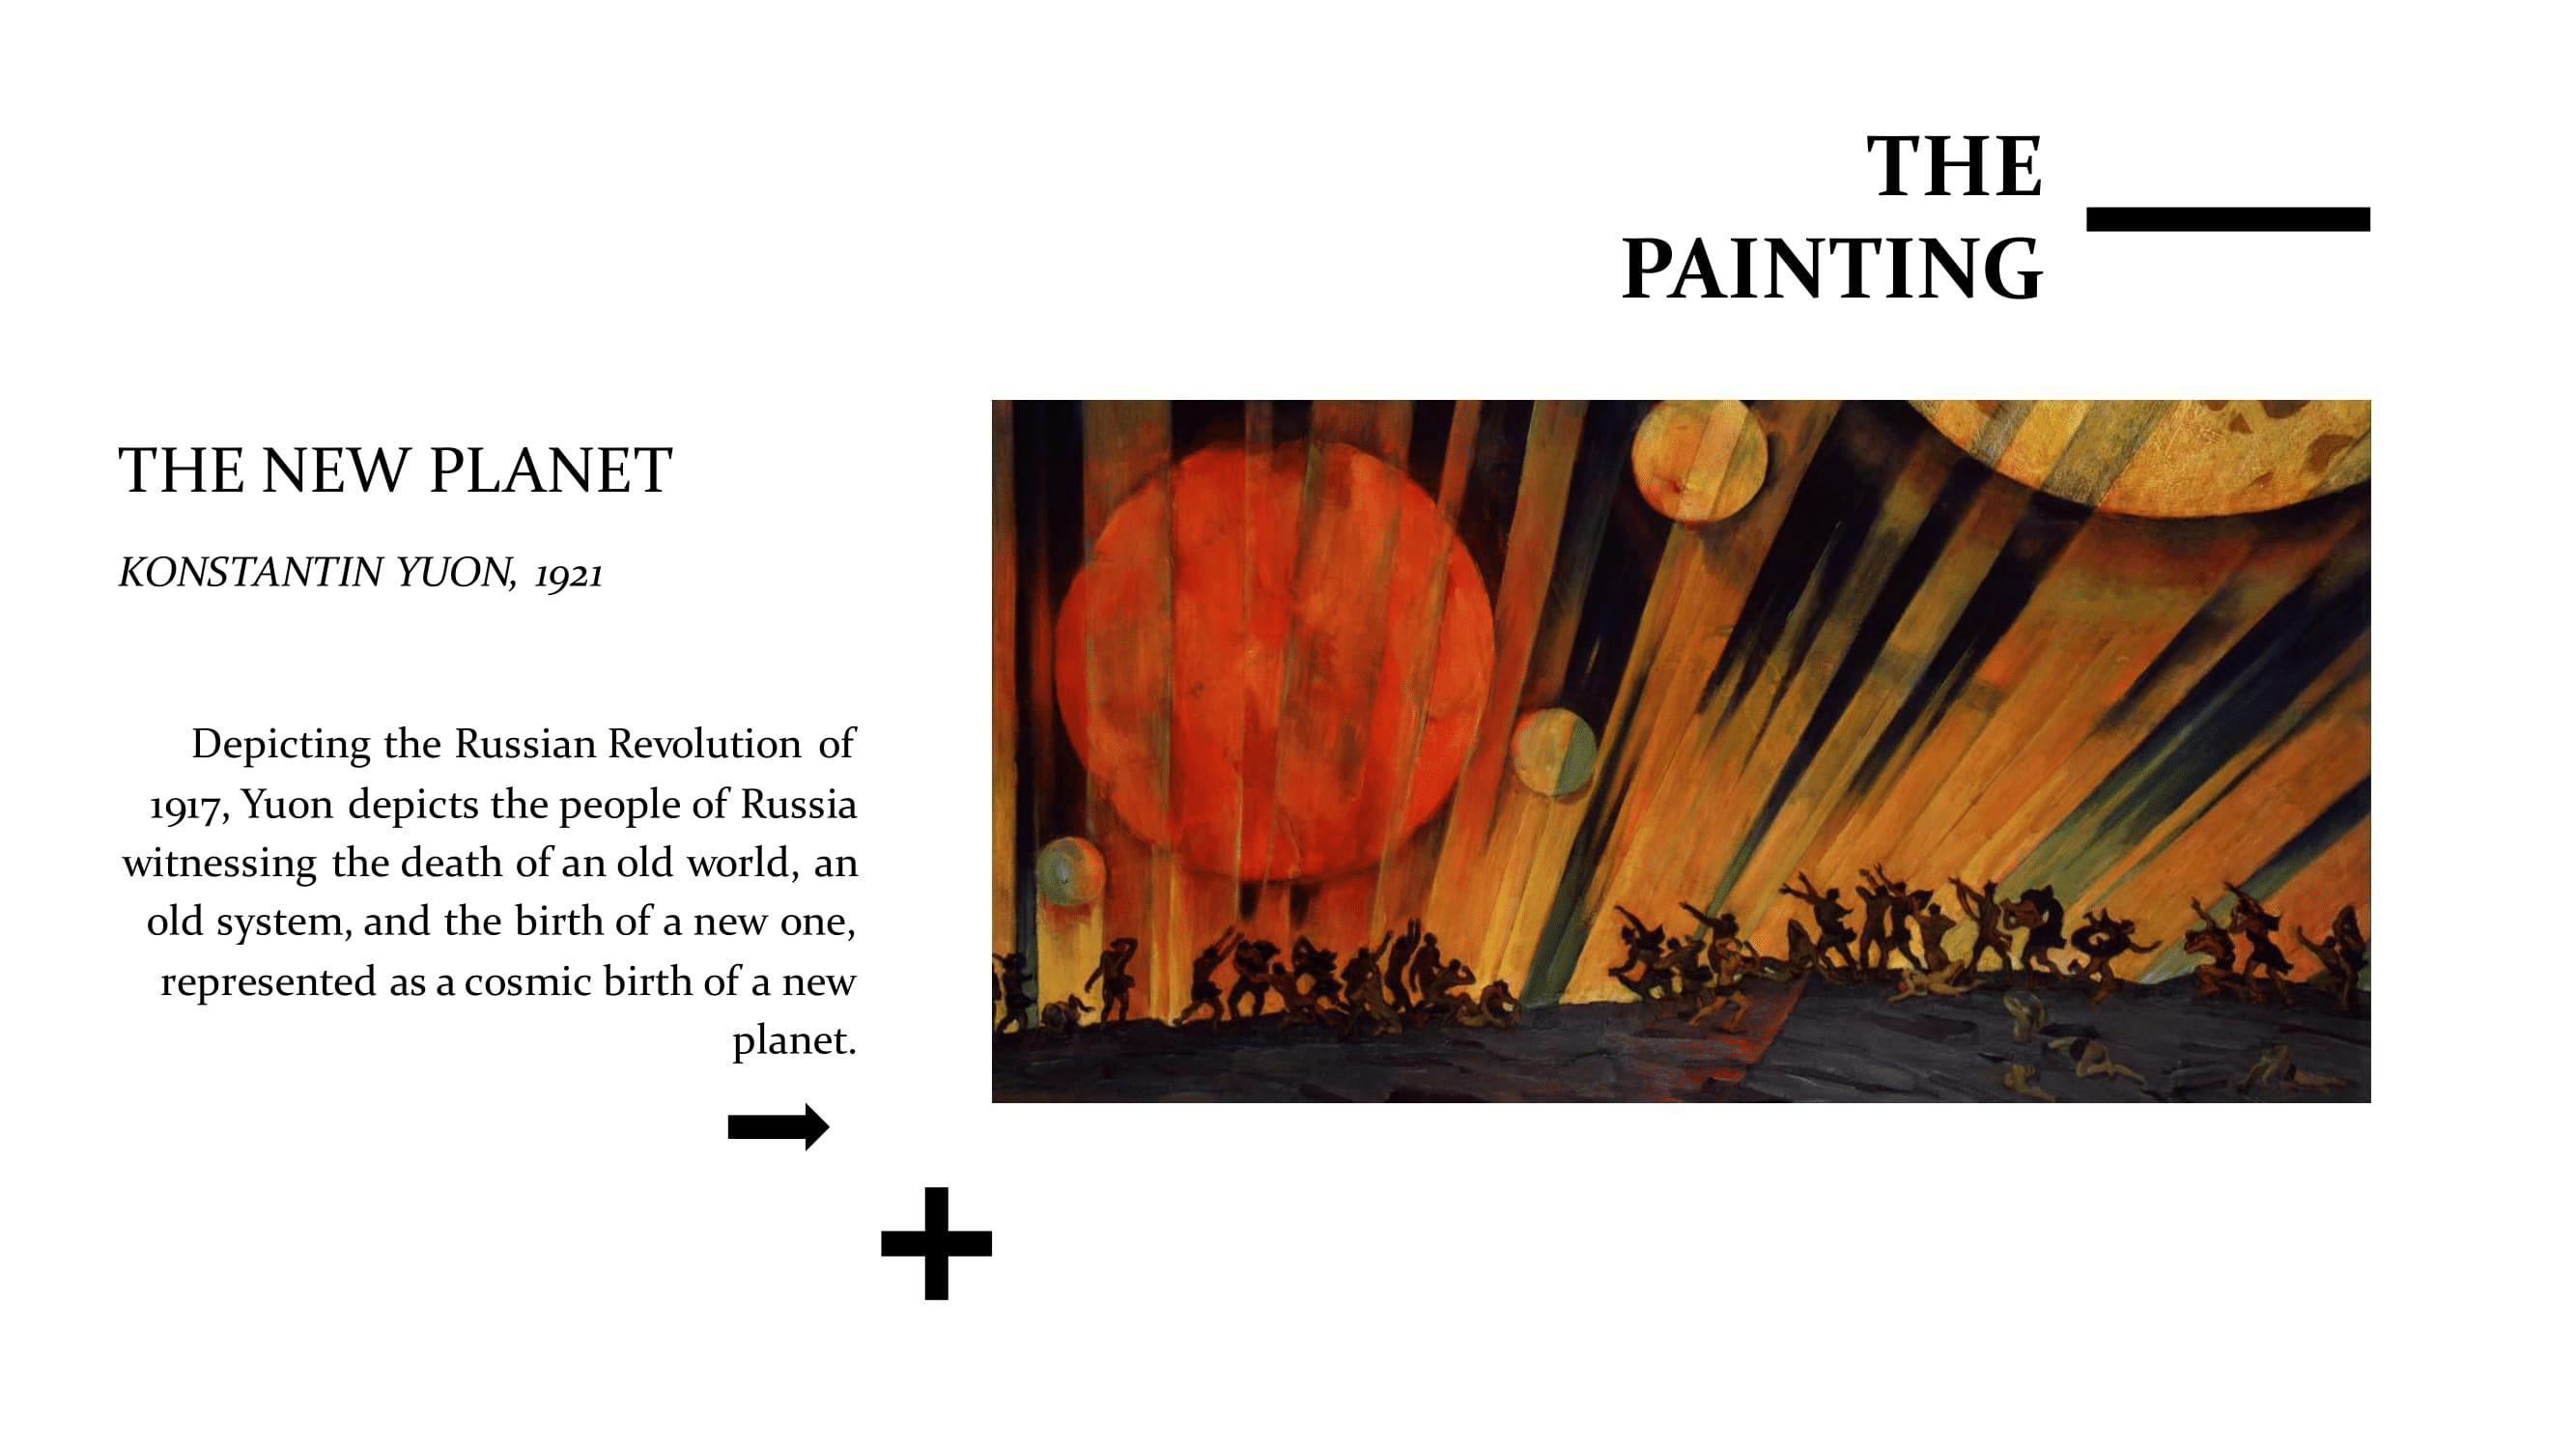 THE
PAINTING
THE NEW PLANET
KONSTANTIN YUON, 1921
Depicting the Russian Revolution of
1917, Yuon depicts the people of Russia
witnessing the death of an old world, an
old system, and the birth of a new one,
represented as a cosmic birth of a new
planet.